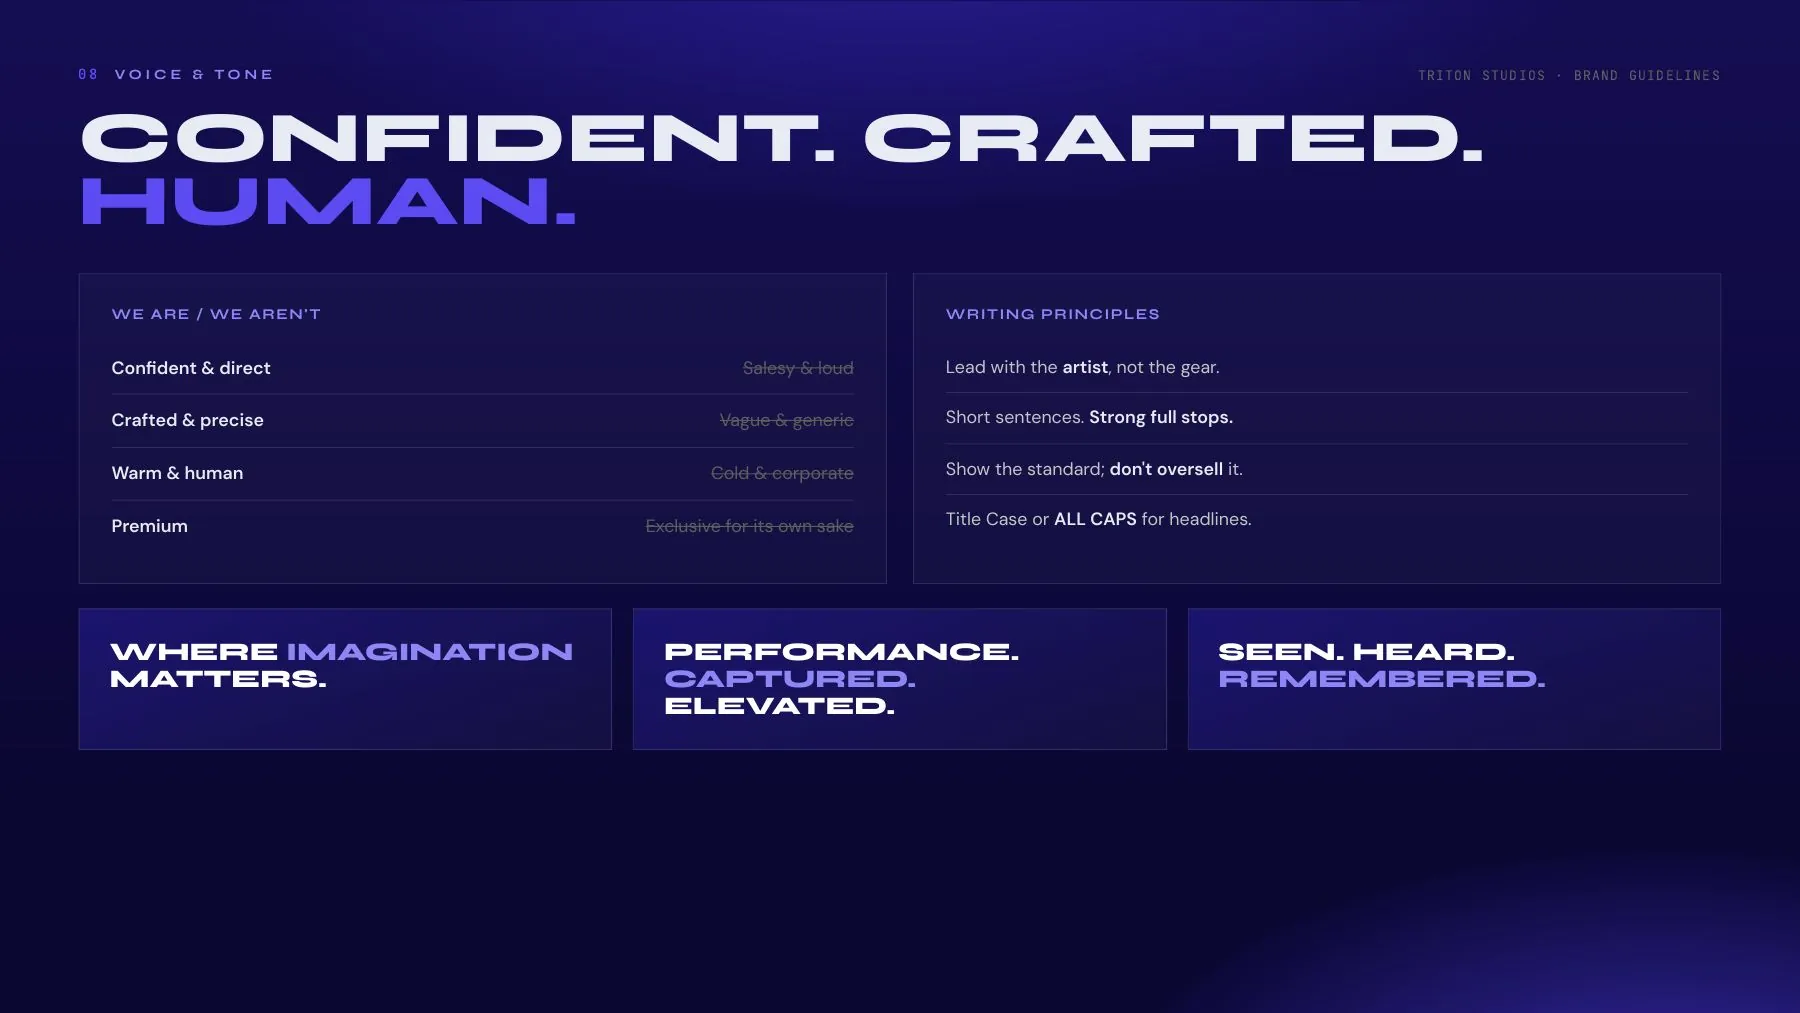 08 VOICE & TONE
TRITON STUDIOS · BRAND GUIDELINES
CONFIDENT. CRAFTED.
HUMAN.
WE ARE / WE AREN'T
Confident & direct
Salesy & loud
Crafted & precise
Vague & generic
Warm & human
Cold & corporate
Premium
Exclusive for its own sake
WRITING PRINCIPLES
Lead with the artist, not the gear.
Short sentences. Strong full stops.
Show the standard; don't oversell it.
Title Case or ALL CAPS for headlines.
WHERE IMAGINATION
MATTERS.
PERFORMANCE.
CAPTURED.
ELEVATED.
SEEN. HEARD.
REMEMBERED.